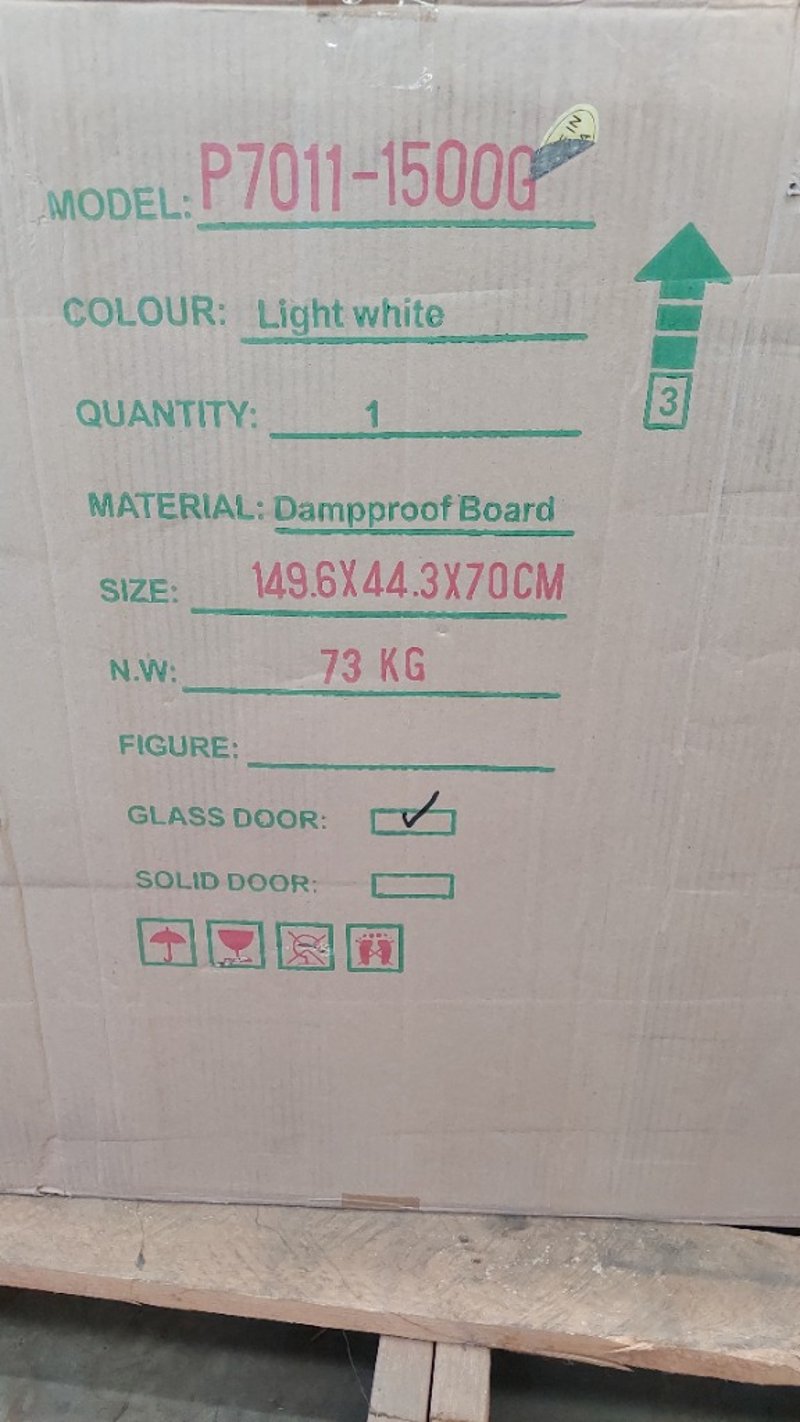 MODEL: P7011-1500G
COLOUR: Light white
3
QUANTITY: 1
MATERIAL: Dampproof Board
SIZE: 149.6X44.3X70CM
N.W: 73 KG
FIGURE:
GLASS DOOR:
SOLID DOOR: